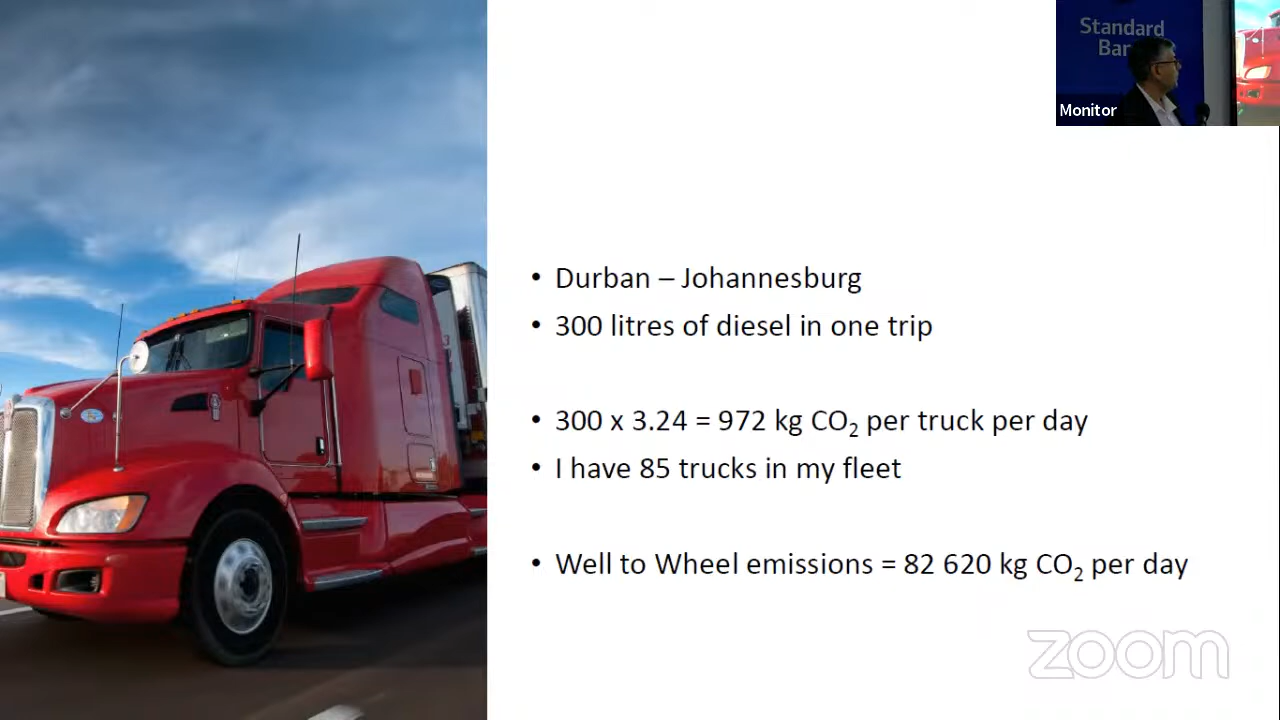 Standard
Monitor
• Durban – Johannesburg
• 300 litres of diesel in one trip
• 300 x 3.24 = 972 kg CO₂ per truck per day
• I have 85 trucks in my fleet
• Well to Wheel emissions = 82 620 kg CO₂ per day
zoom